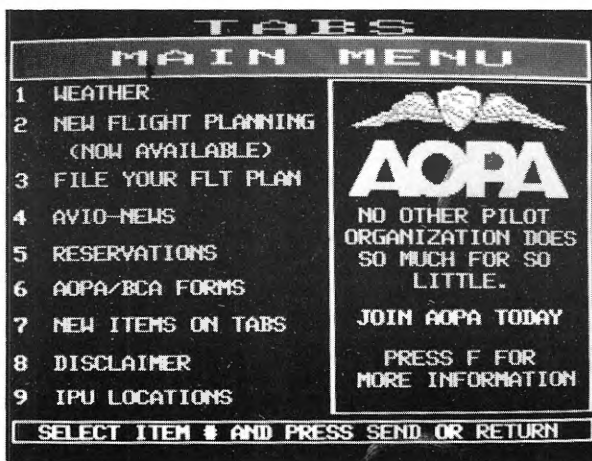 TABS
MAIN MENU
1 WEATHER
2 NEW FLIGHT PLANNING
(NOW AVAILABLE)
3 FILE YOUR FLT PLAN
4 AVIO-NEWS
5 RESERVATIONS
6 AOPA/BCA FORMS
7 NEW ITEMS ON TABS
8 DISCLAIMER
9 IPU LOCATIONS
AOPA
NO OTHER PILOT
ORGANIZATION DOES
SO MUCH FOR SO
LITTLE.
JOIN AOPA TODAY
PRESS F FOR
MORE INFORMATION
SELECT ITEM # AND PRESS SEND OR RETURN